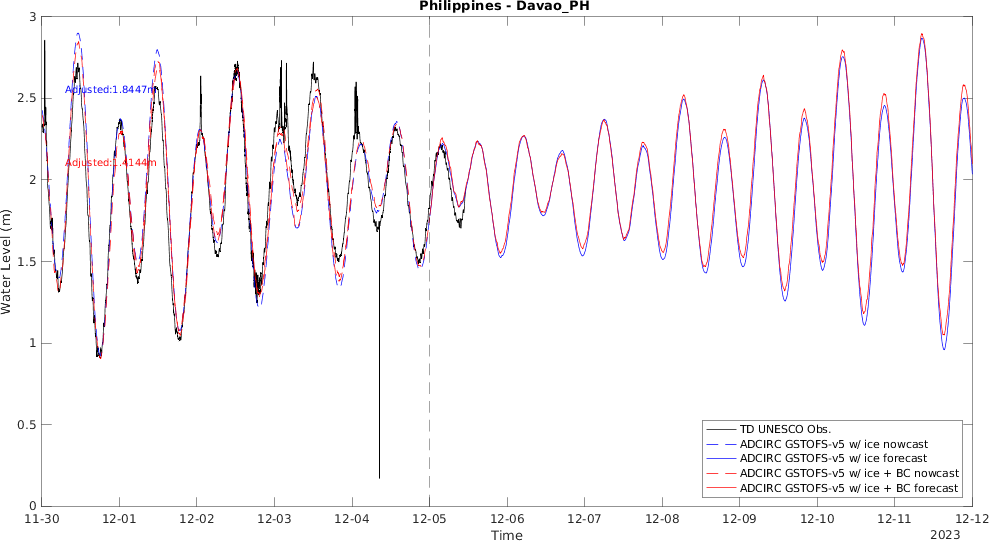 Philippines - Davao_PH
3
2.5
2
1.5
1
0.5
0
Water Level (m)
Adjusted:1.8447m
Adjusted:1.4144m
TD UNESCO Obs.
ADCIRC GSTOFS-v5 w/ ice nowcast
ADCIRC GSTOFS-v5 w/ ice forecast
ADCIRC GSTOFS-v5 w/ ice + BC nowcast
ADCIRC GSTOFS-v5 w/ ice + BC forecast
11-30 12-01 12-02 12-03 12-04 12-05 12-06 12-07 12-08 12-09 12-10 12-11 12-12
Time
2023